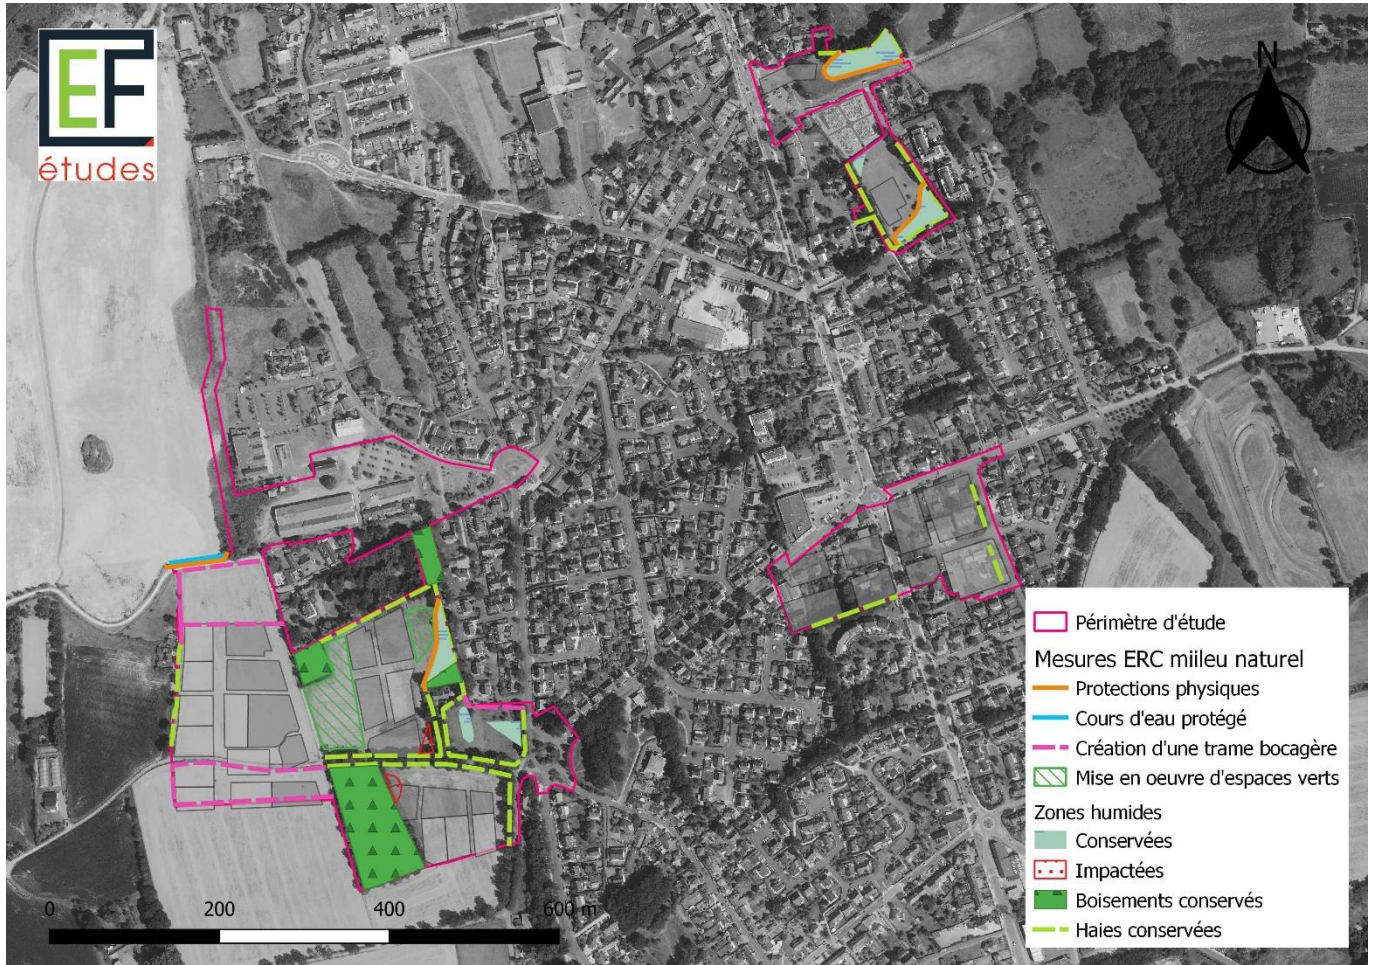 EF
études
N
Périmètre d'étude
Mesures ERC miileu naturel
Protections physiques
Cours d'eau protégé
Création d'une trame bocagère
Mise en oeuvre d'espaces verts
Zones humides
Conservées
Impactées
Boisements conservés
Haies conservées
0 200 400 600 m